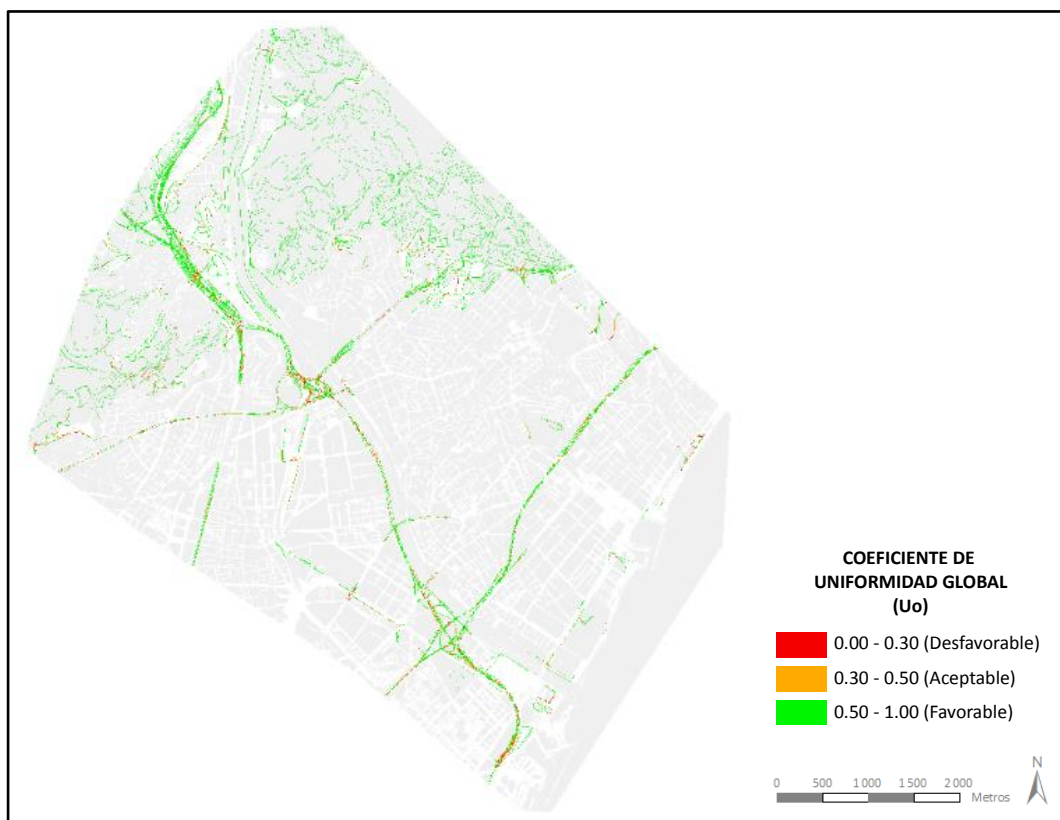 COEFICIENTE DE
UNIFORMIDAD GLOBAL
(Uo)
0.00 - 0.30 (Desfavorable)
0.30 - 0.50 (Aceptable)
0.50 - 1.00 (Favorable)
N
0 500 1 000 1 500 2 000
Metros